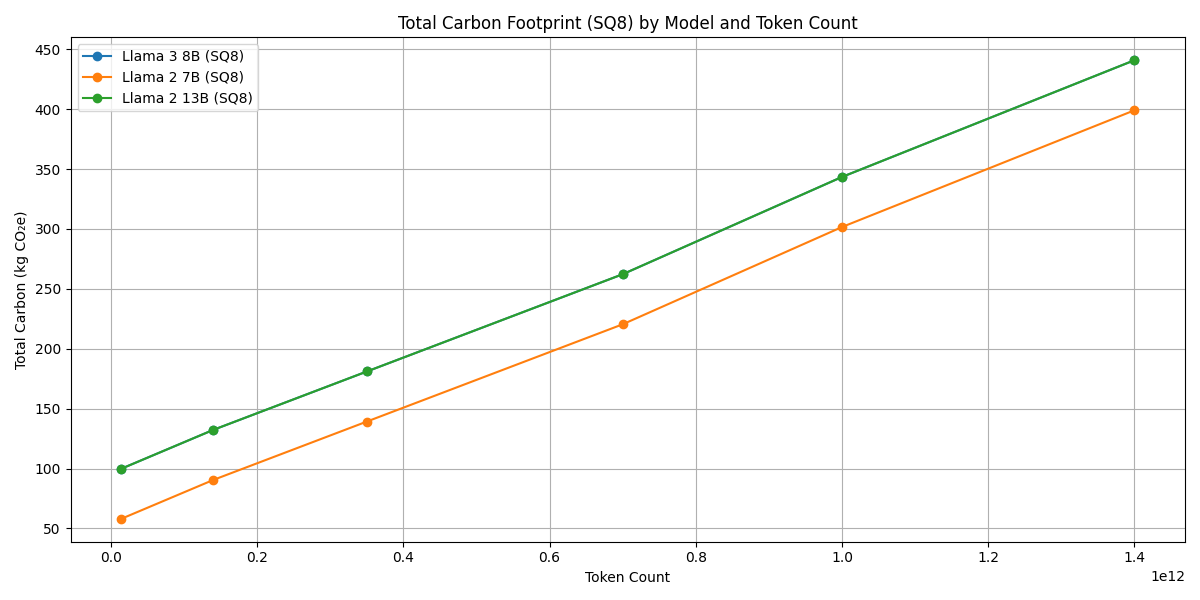 Total Carbon Footprint (SQ8) by Model and Token Count
Llama 3 8B (SQ8)
Llama 2 7B (SQ8)
Llama 2 13B (SQ8)
Total Carbon (kg CO₂e)
450
400
350
300
250
200
150
100
50
0.0 0.2 0.4 0.6 0.8 1.0 1.2 1.4
1e12
Token Count